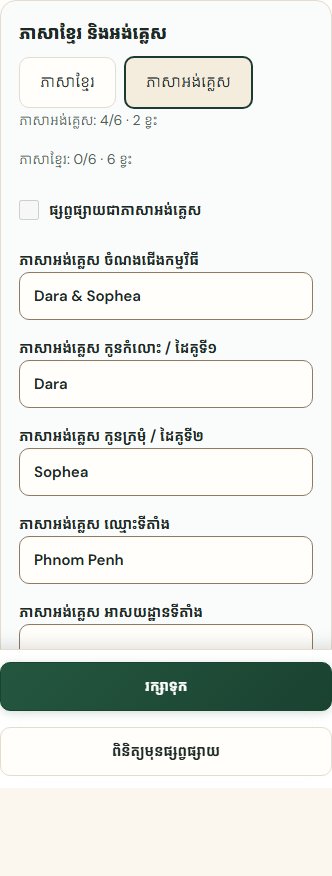 ភាសាខ្មែរ និងអង់គ្លេស
ភាសាខ្មែរ
ភាសាអង់គ្លេស
ភាសាអង់គ្លេស: 4/6 · 2 ខ្វះ
ភាសាខ្មែរ: 0/6 · 6 ខ្វះ
ផ្សព្វផ្សាយជាភាសាអង់គ្លេស
ភាសាអង់គ្លេស ចំណងជើងកម្មវិធី
Dara & Sophea
ភាសាអង់គ្លេស កូនកំលោះ / ដៃគូទី១
Dara
ភាសាអង់គ្លេស កូនក្រមុំ / ដៃគូទី២
Sophea
ភាសាអង់គ្លេស ឈ្មោះទីតាំង
Phnom Penh
ភាសាអង់គ្លេស អាសយដ្ឋានទីតាំង
រក្សាទុក
ពិនិត្យមុនផ្សព្វផ្សាយ